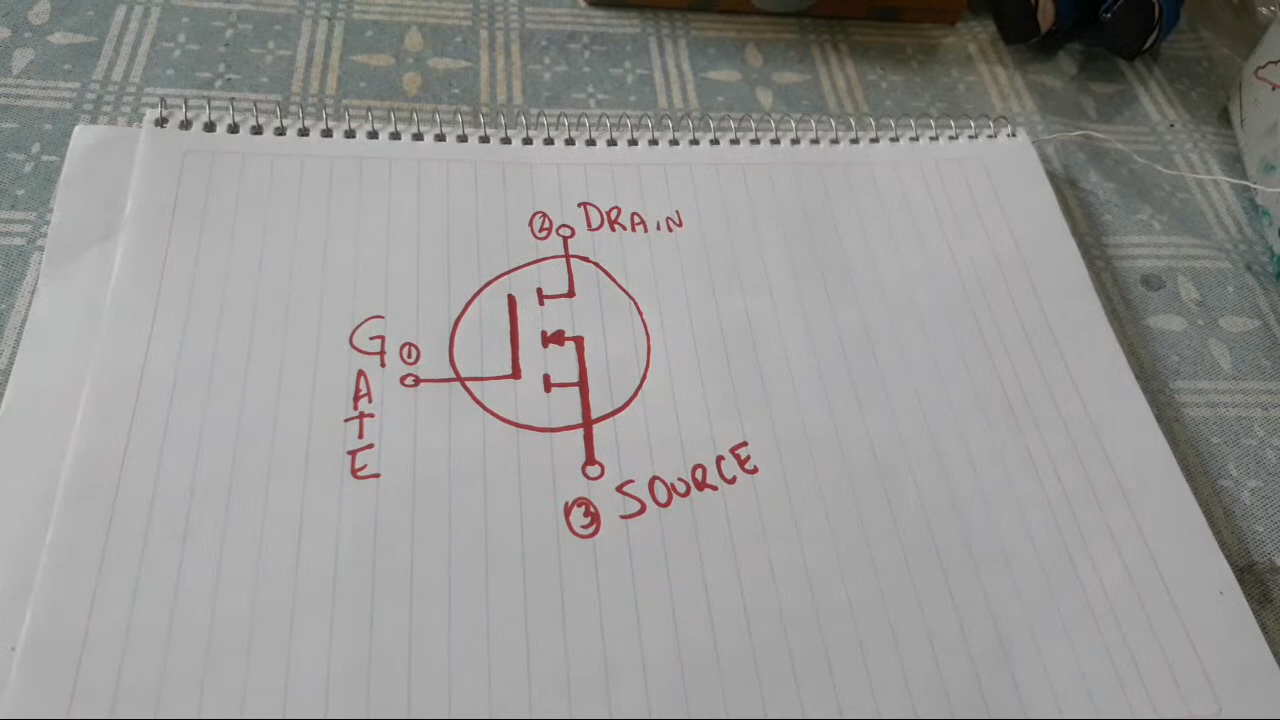 ② DRAIN
GATE ①
③ SOURCE